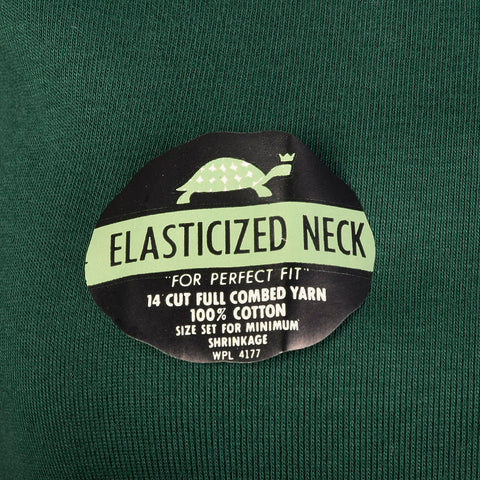 ELASTICIZED NECK
"FOR PERFECT FIT"
14 CUT FULL COMBED YARN
100% COTTON
SIZE SET FOR MINIMUM
SHRINKAGE
WPL 4177